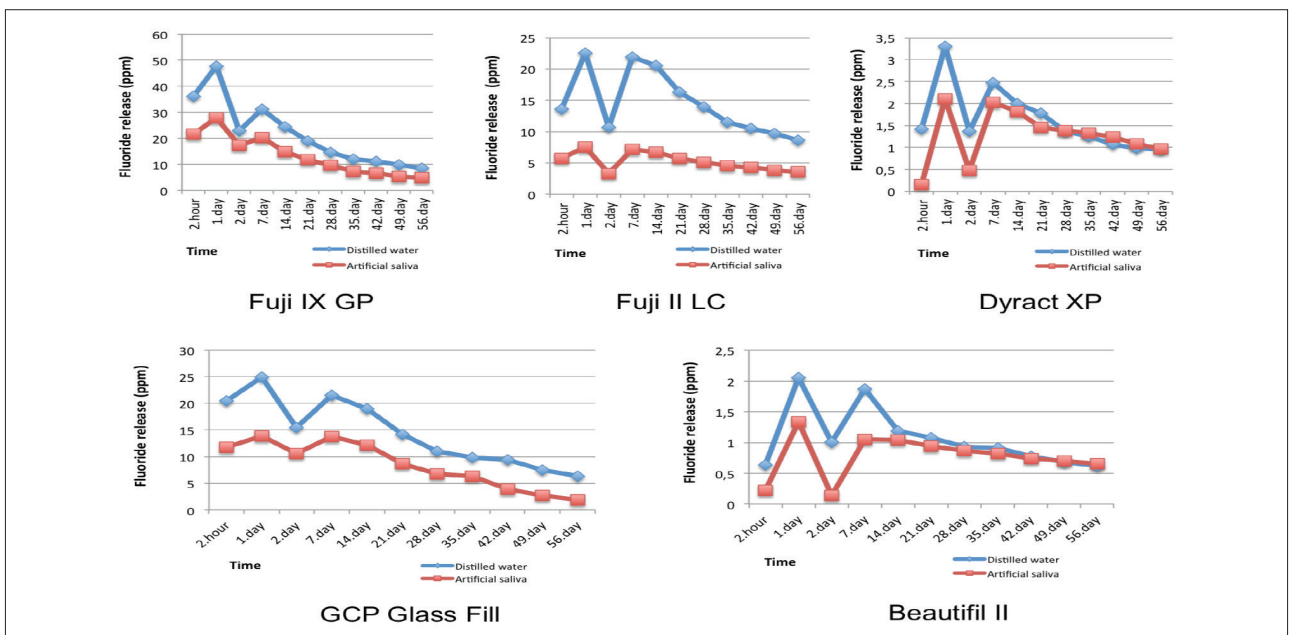 Fluoride release (ppm)
60
50
40
30
20
10
0
2.hour
1.day
2.day
7.day
14.day
21.day
28.day
35.day
42.day
49.day
56.day
Time
Distilled water
Artificial saliva
Fuji IX GP
Fluoride release (ppm)
25
20
15
10
5
0
2.hour
1.day
2.day
7.day
14.day
21.day
28.day
35.day
42.day
49.day
56.day
Time
Distilled water
Artificial saliva
Fuji II LC
Fluoride release (ppm)
3,5
3
2,5
2
1,5
1
0,5
0
2.hour
1.day
2.day
7.day
14.day
21.day
28.day
35.day
42.day
49.day
56.day
Time
Distilled water
Artificial saliva
Dyract XP
Fluoride release (ppm)
30
25
20
15
10
5
0
2.hour
1.day
2.day
7.day
14.day
21.day
28.day
35.day
42.day
49.day
56.day
Time
Distilled water
Artificial saliva
GCP Glass Fill
Fluoride release (ppm)
2,5
2
1,5
1
0,5
0
2.hour
1.day
2.day
7.day
14.day
21.day
28.day
35.day
42.day
49.day
56.day
Time
Distilled water
Artificial saliva
Beautifil II